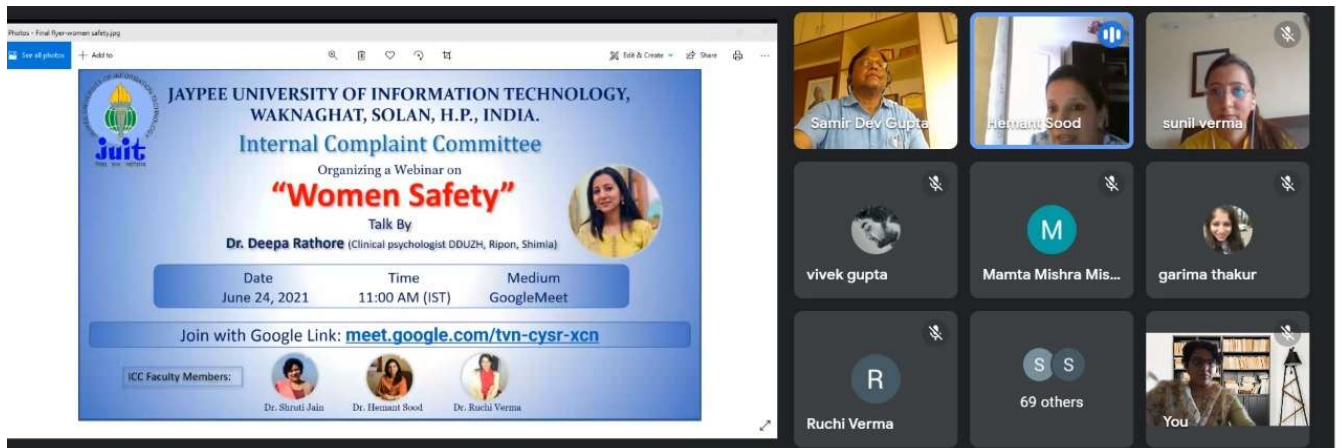 Photos - Final flyer-women safety.jpg
See all photos
Add to
Edit & Create
Share
JAYPEE UNIVERSITY OF INFORMATION TECHNOLOGY,
WAKNAGHAT, SOLAN, H.P., INDIA.
juit
Internal Complaint Committee
Organizing a Webinar on
“Women Safety”
Talk By
Dr. Deepa Rathore (Clinical psychologist DDUZH, Ripon, Shimla)
Date Time Medium
June 24, 2021 11:00 AM (IST) GoogleMeet
Join with Google Link: meet.google.com/tvn-cysr-xcn
ICC Faculty Members:
Dr. Shruti Jain Dr. Hemant Sood Dr. Ruchi Verma
Samir Dev Gupta
Hemant Sood
sunil verma
vivek gupta
M
Mamta Mishra Mis...
garima thakur
R
Ruchi Verma
S S
69 others
You